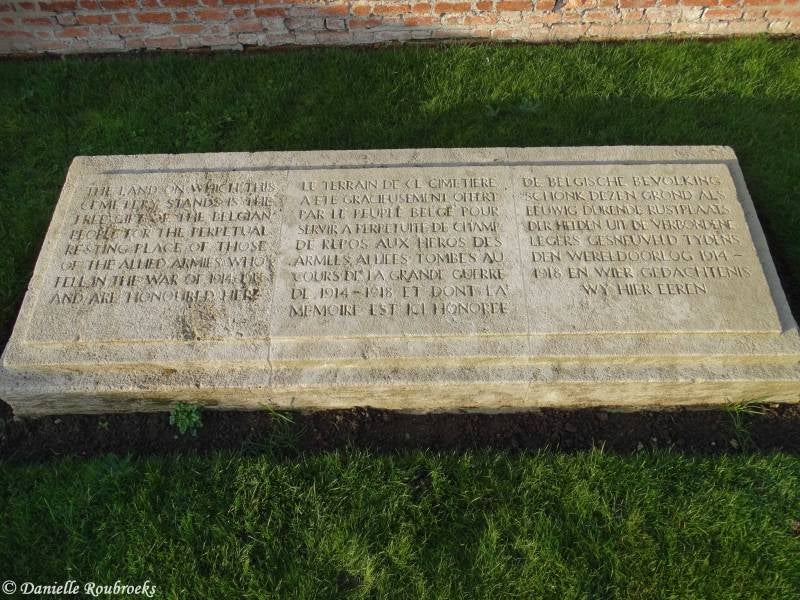 THE LAND ON WHICH THIS
CEMETERY STANDS IS THE
FREE GIFT OF THE BELGIAN
PEOPLE FOR THE PERPETUAL
RESTING PLACE OF THOSE
OF THE ALLIED ARMIES WHO
FELL IN THE WAR OF 1914-1918
AND ARE HONOURED HERE
LE TERRAIN DE CE CIMETIERE
A ETE GRACIEUSEMENT OFFERT
PAR LE PEUPLE BELGE POUR
SERVIR A PERPETUITE DE CHAMP
DE REPOS AUX HEROS DES
ARMEES ALLIEES TOMBES AU
COURS DE LA GRANDE GUERRE
DE 1914-1918 ET DONT LA
MEMOIRE EST ICI HONOREE
DE BELGISCHE BEVOLKING
SCHONK DEZEN GROND ALS
EEUWIG DURENDE RUSTPLAATS
DER HELDEN UIT DE VERBONDENE
LEGERS GESNEUVELD TYDENS
DEN WERELDOORLOG 1914-
1918 EN WIER GEDACHTENIS
WY HIER EEREN
© Danielle Roubroeks